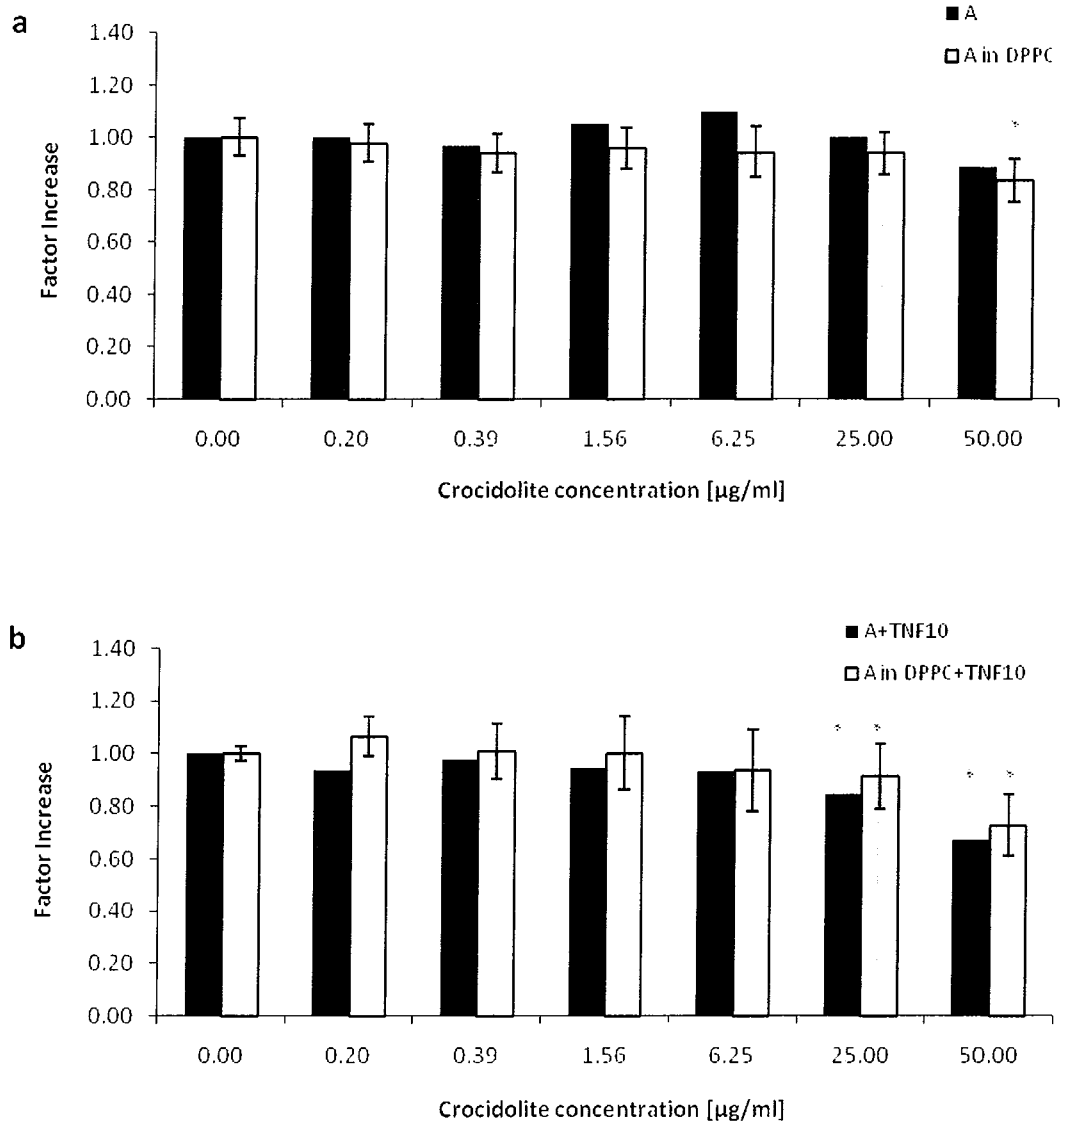 a
A
A in DPPC
1.40
1.20
1.00
0.80
0.60
0.40
0.20
0.00
Factor Increase
*
0.00 0.20 0.39 1.56 6.25 25.00 50.00
Crocidolite concentration [µg/ml]
b
A+TNF10
A in DPPC+TNF10
1.40
1.20
1.00
0.80
0.60
0.40
0.20
0.00
Factor Increase
* *
* *
0.00 0.20 0.39 1.56 6.25 25.00 50.00
Crocidolite concentration [µg/ml]